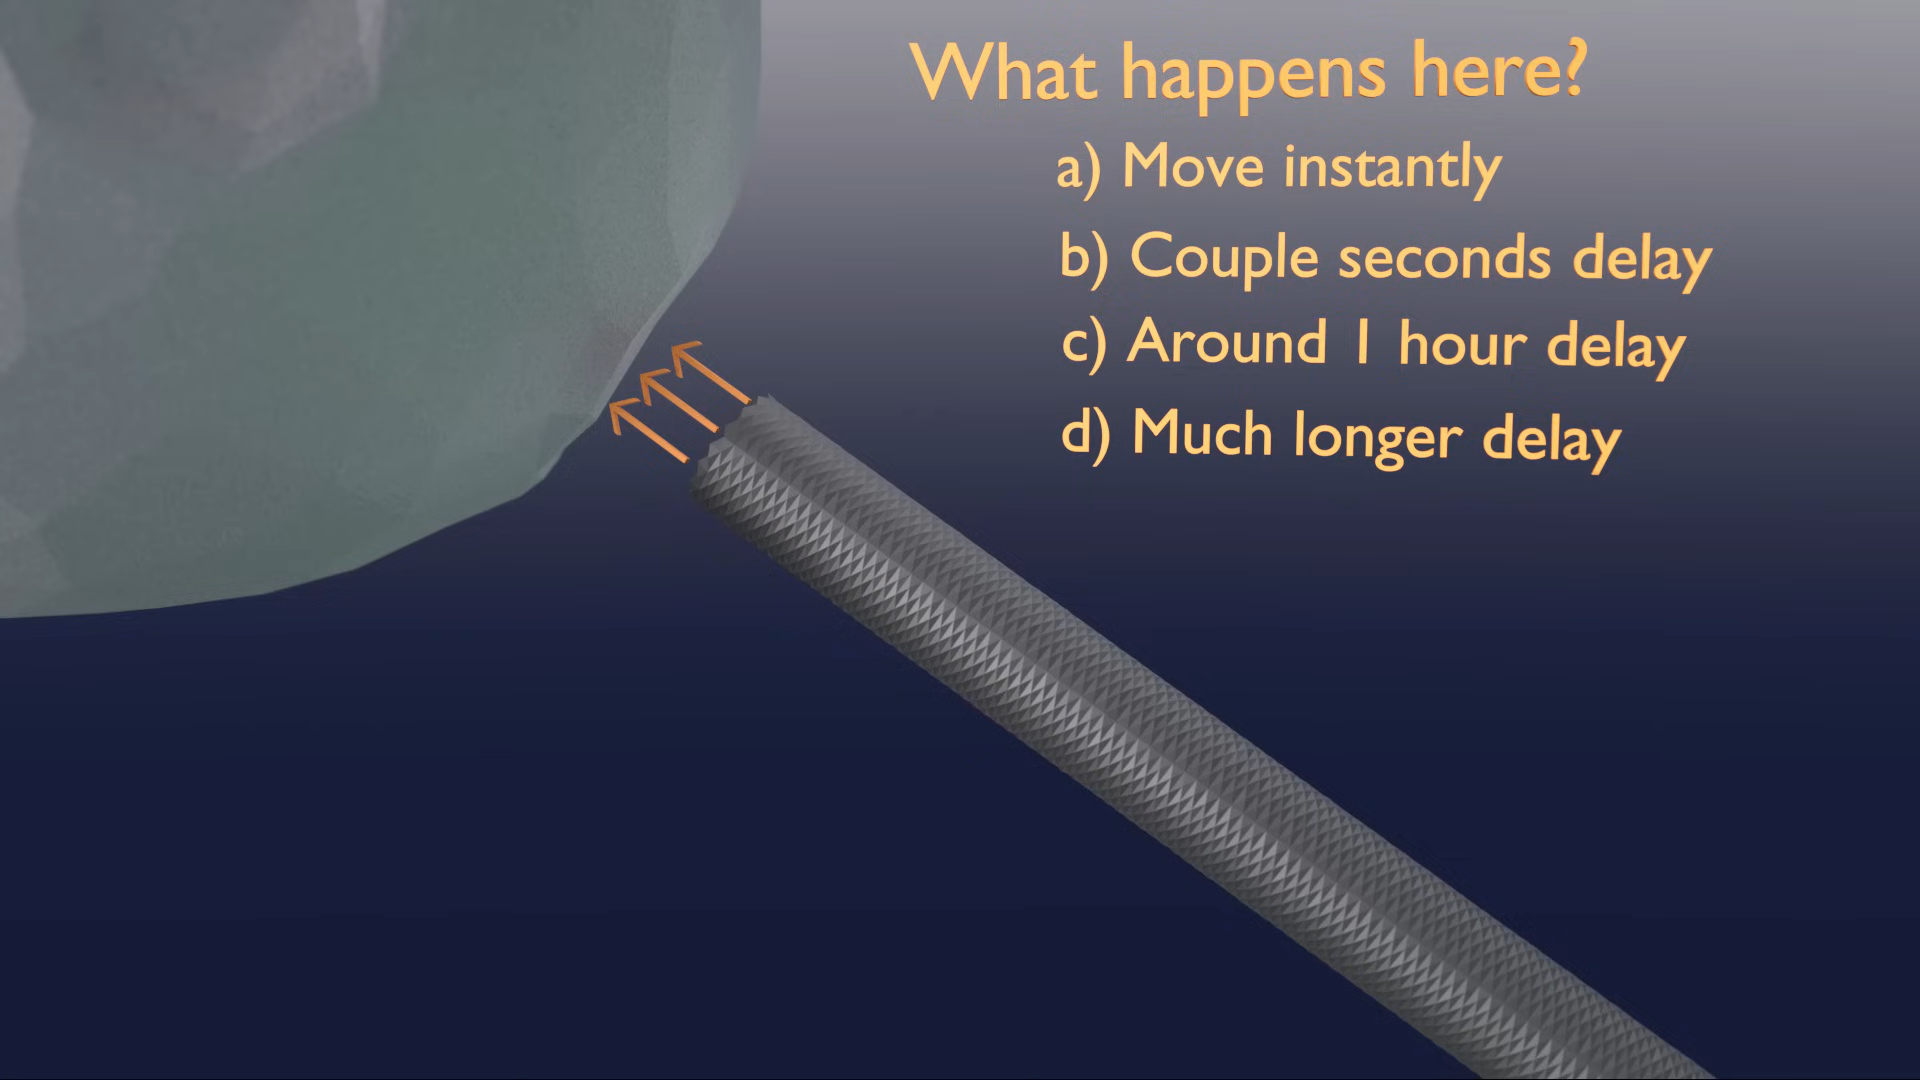 What happens here?
a) Move instantly
b) Couple seconds delay
c) Around 1 hour delay
d) Much longer delay